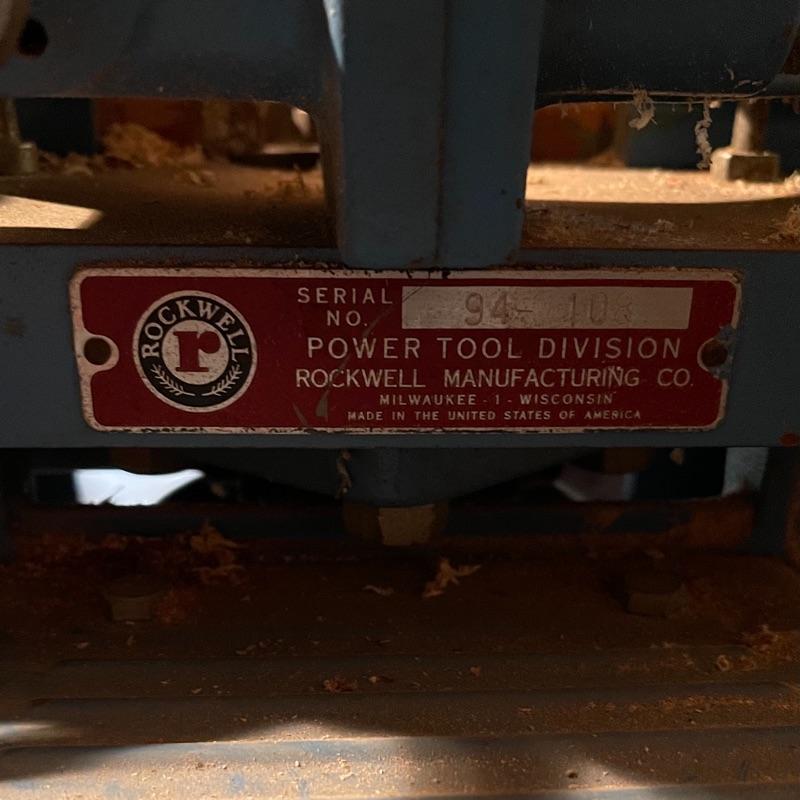 ROCKWELL
r
SERIAL
NO.
94- 10
POWER TOOL DIVISION
ROCKWELL MANUFACTURING CO.
MILWAUKEE - 1 - WISCONSIN
MADE IN THE UNITED STATES OF AMERICA